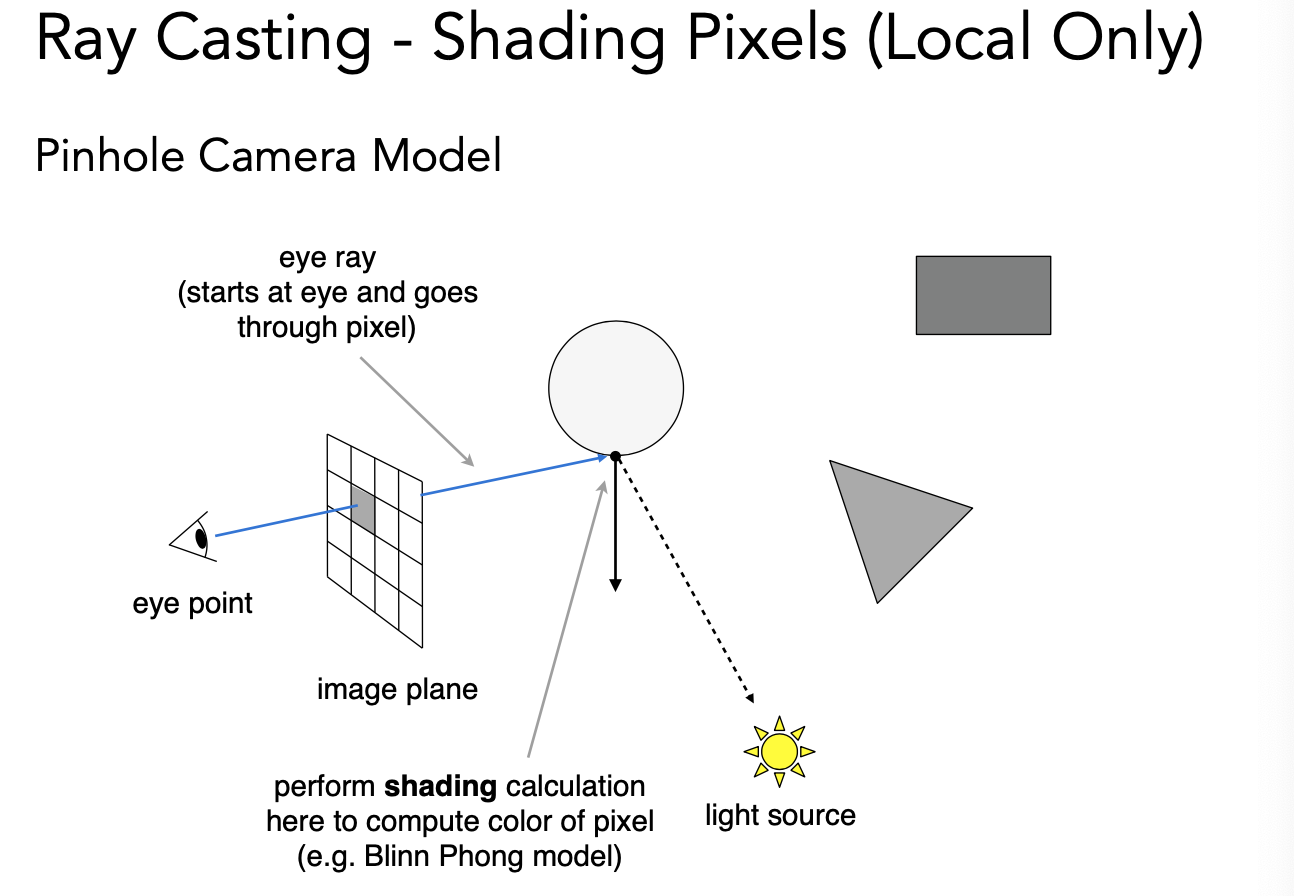 Ray Casting - Shading Pixels (Local Only)
Pinhole Camera Model
eye ray
(starts at eye and goes
through pixel)
eye point
image plane
perform shading calculation
here to compute color of pixel
(e.g. Blinn Phong model)
light source